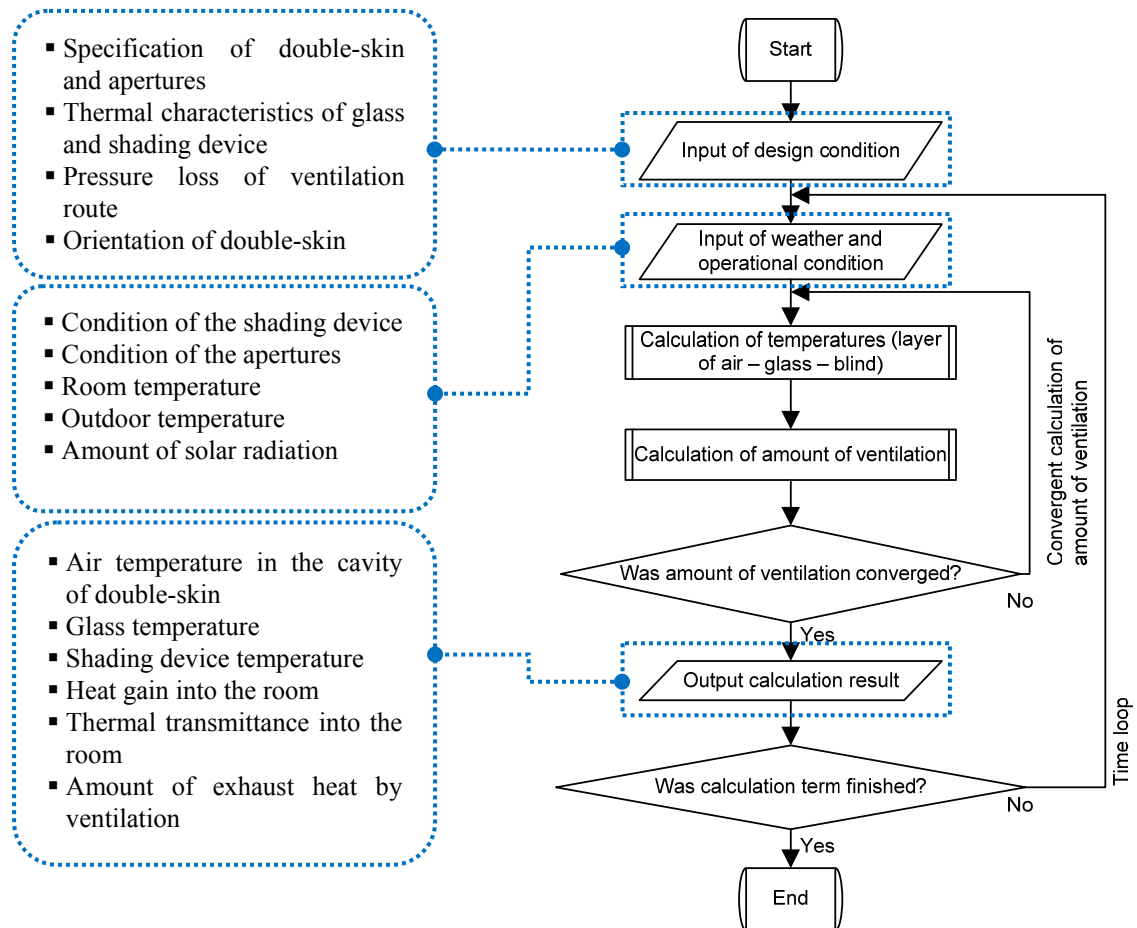 ▪ Specification of double-skin
and apertures
▪ Thermal characteristics of glass
and shading device
▪ Pressure loss of ventilation
route
▪ Orientation of double-skin
▪ Condition of the shading device
▪ Condition of the apertures
▪ Room temperature
▪ Outdoor temperature
▪ Amount of solar radiation
▪ Air temperature in the cavity
of double-skin
▪ Glass temperature
▪ Shading device temperature
▪ Heat gain into the room
▪ Thermal transmittance into the
room
▪ Amount of exhaust heat by
ventilation
Start
Input of design condition
Input of weather and
operational condition
Calculation of temperatures (layer
of air – glass – blind)
Calculation of amount of ventilation
Was amount of ventilation converged?
No
Yes
Output calculation result
Was calculation term finished?
No
Yes
End
Convergent calculation of
amount of ventilation
Time loop